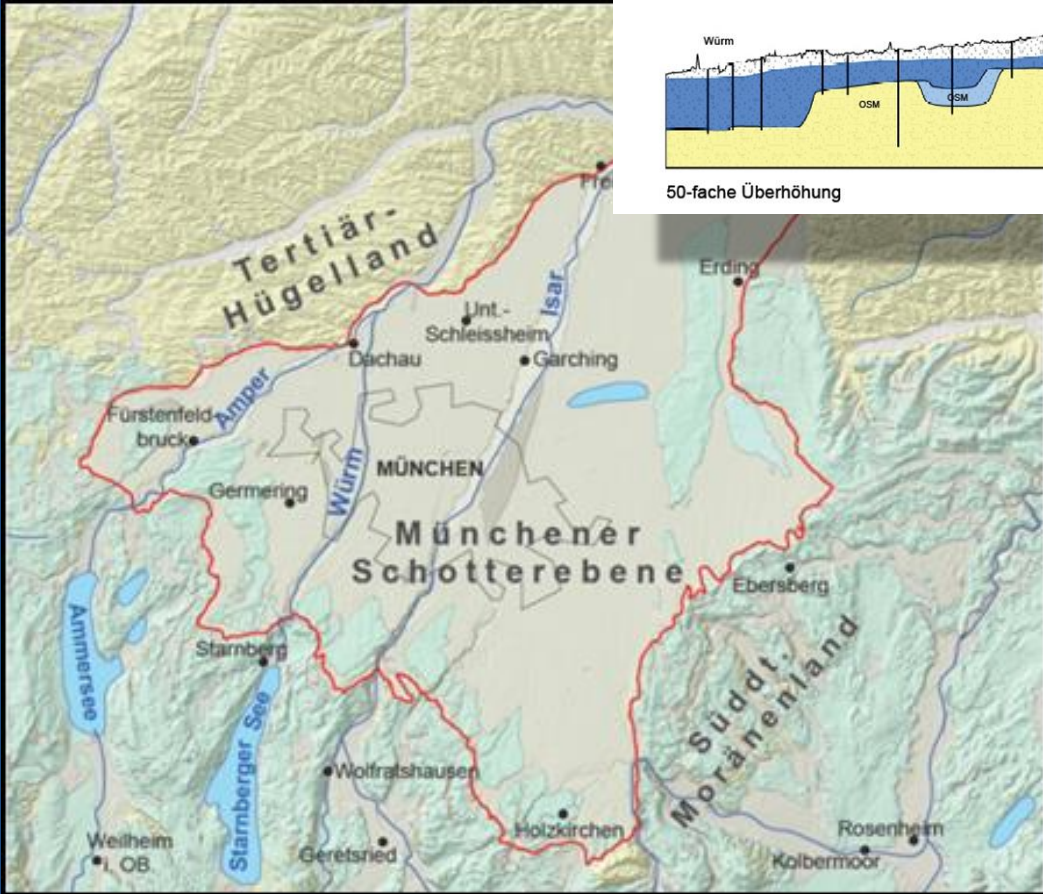 Würm
OSM
OSM
50-fache Überhöhung
Tertiär-
Hügelland
Erding
Isar
Unt.-
Schleissheim
Dachau
Garching
Amper
Fürstenfeld-
bruck
Würm
MÜNCHEN
Germering
Münchener
Schotterebene
Ebersberg
Ammersee
Starnberg
Starnberger See
Süddt.
Moränenland
Wolfratshausen
Holzkirchen
Geretsried
Weilheim
i. OB
Rosenheim
Kolbermoor